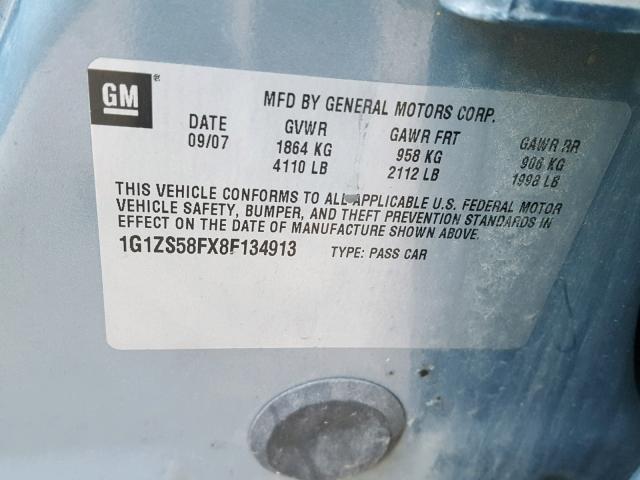 GM ®
MFD BY GENERAL MOTORS CORP.
DATE GVWR GAWR FRT GAWR RR
09/07 1864 KG 958 KG 906 KG
4110 LB 2112 LB 1998 LB
THIS VEHICLE CONFORMS TO ALL APPLICABLE U.S. FEDERAL MOTOR
VEHICLE SAFETY, BUMPER, AND THEFT PREVENTION STANDARDS IN
EFFECT ON THE DATE OF MANUFACTURE SHOWN ABOVE.
1G1ZS58FX8F134913 TYPE: PASS CAR